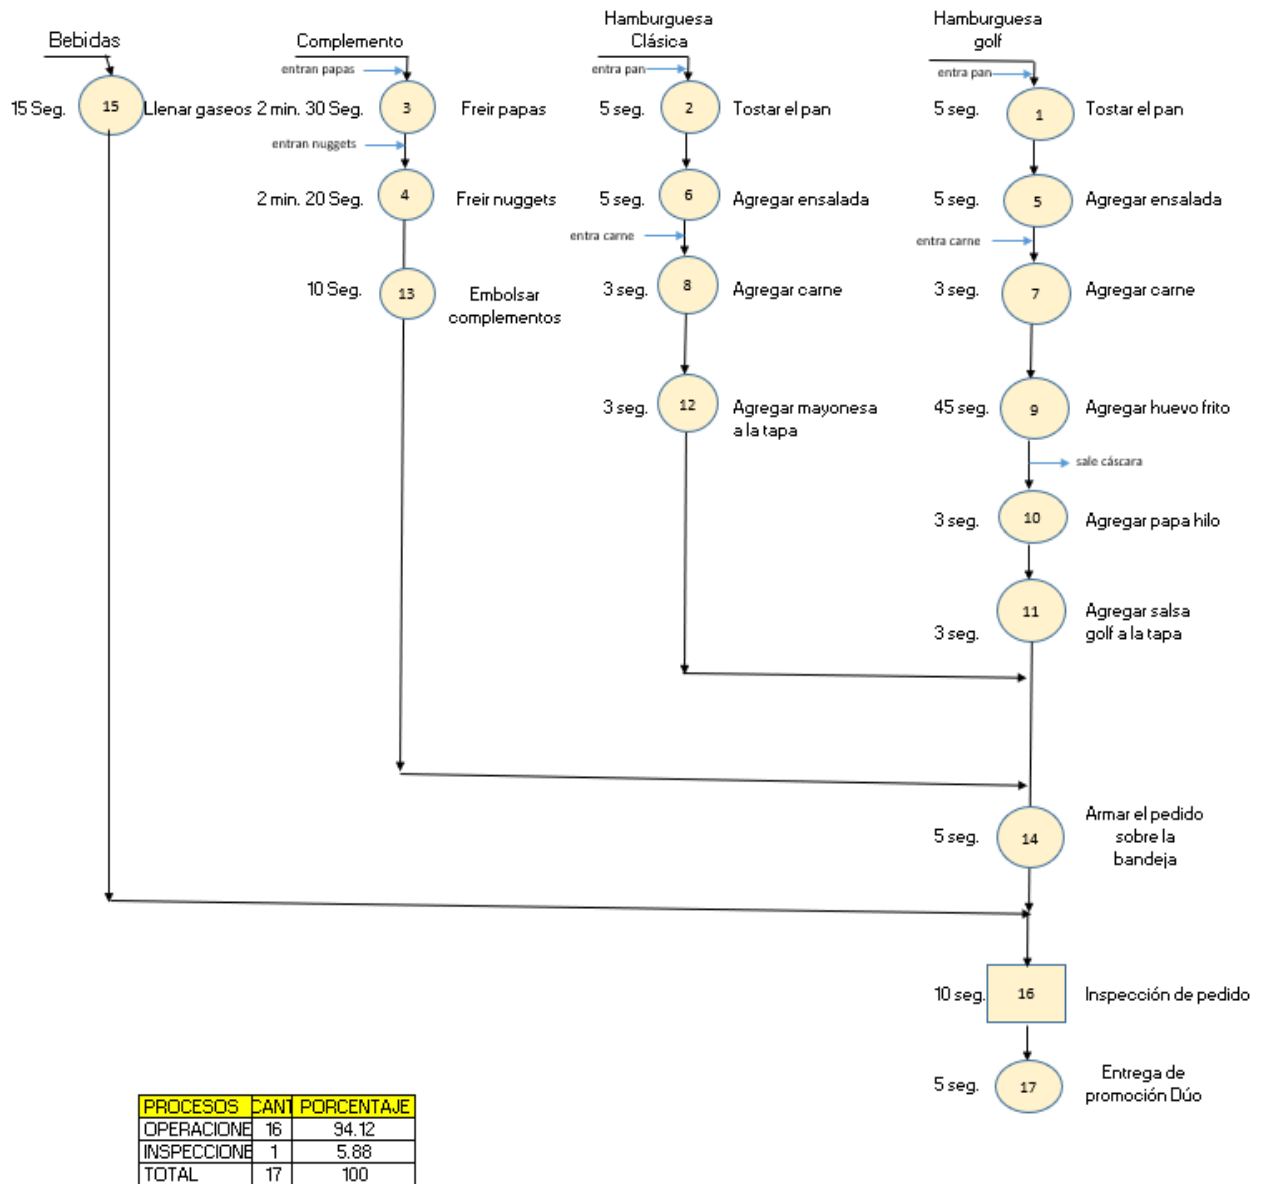 Bebidas
Complemento
Hamburguesa
Clásica
Hamburguesa
golf
entran papas
entra pan
entra pan
15 Seg.
15
Llenar gaseos
2 min. 30 Seg.
3
Freir papas
5 seg.
2
Tostar el pan
5 seg.
1
Tostar el pan
entran nuggets
2 min. 20 Seg.
4
Freir nuggets
5 seg.
6
Agregar ensalada
5 seg.
5
Agregar ensalada
entra carne
entra carne
10 Seg.
13
Embolsar
complementos
3 seg.
8
Agregar carne
3 seg.
7
Agregar carne
3 seg.
12
Agregar mayonesa
a la tapa
45 seg.
9
Agregar huevo frito
sale cáscara
3 seg.
10
Agregar papa hilo
3 seg.
11
Agregar salsa
golf a la tapa
5 seg.
14
Armar el pedido
sobre la
bandeja
10 seg.
16
Inspección de pedido
5 seg.
17
Entrega de
promoción Dúo
PROCESOS CANT PORCENTAJE
OPERACIONE 16 94.12
INSPECCIONE 1 5.88
TOTAL 17 100